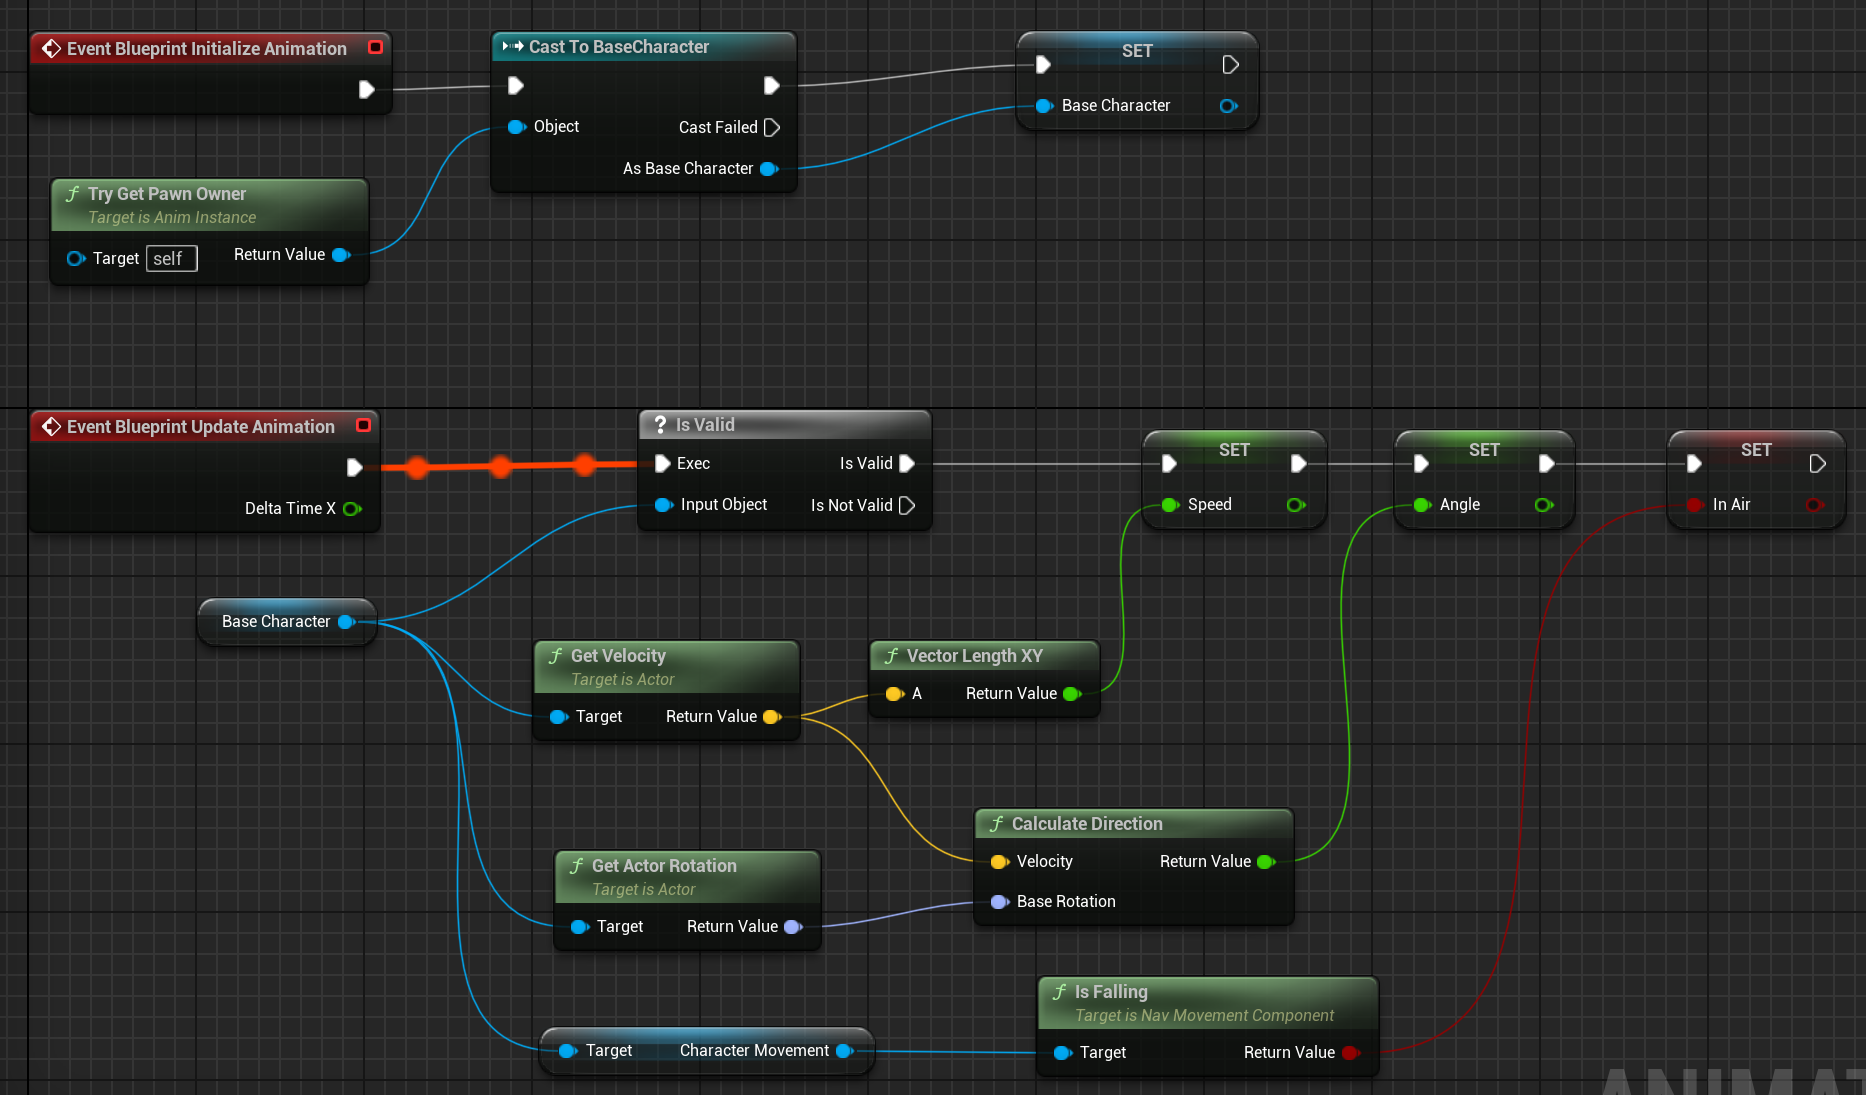 Event Blueprint Initialize Animation
Cast To BaseCharacter
Object
Cast Failed
As Base Character
SET
Base Character
Try Get Pawn Owner
Target is Anim Instance
Target self Return Value
Event Blueprint Update Animation
Delta Time X
? Is Valid
Exec Is Valid
Input Object Is Not Valid
SET
Speed
SET
Angle
SET
In Air
Base Character
Get Velocity
Target is Actor
Target Return Value
Vector Length XY
A Return Value
Calculate Direction
Velocity Return Value
Base Rotation
Get Actor Rotation
Target is Actor
Target Return Value
Target Character Movement
Is Falling
Target is Nav Movement Component
Target Return Value